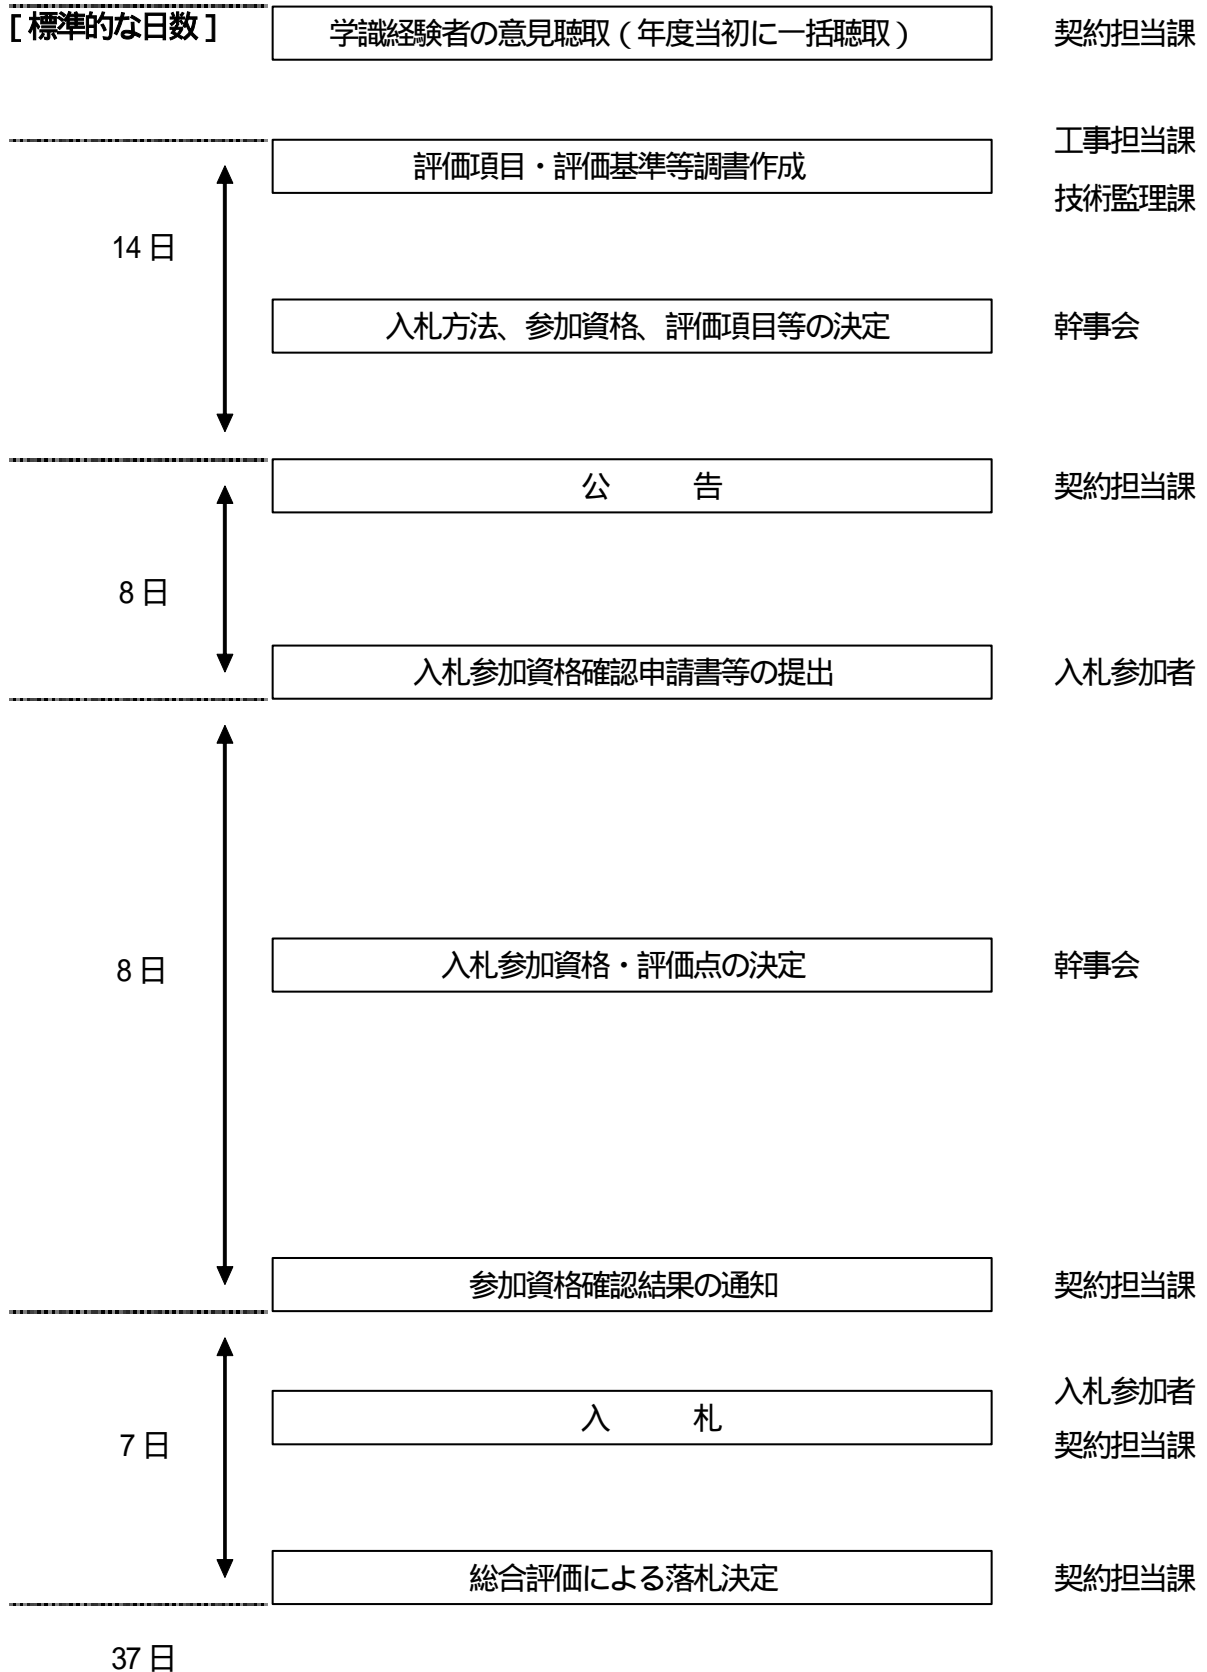 [ 標準的な日数 ] 学識経験者の意見聴取 ( 年度当初に一括聴取 ) 契約担当課
工事担当課
評価項目・評価基準等調書作成
技術監理課
14 日
入札方法、参加資格、評価項目等の決定 幹事会
公 告 契約担当課
8 日
入札参加資格確認申請書等の提出 入札参加者
8 日 入札参加資格・評価点の決定 幹事会
参加資格確認結果の通知 契約担当課
入札参加者
入 札
7 日 契約担当課
総合評価による落札決定 契約担当課
37 日